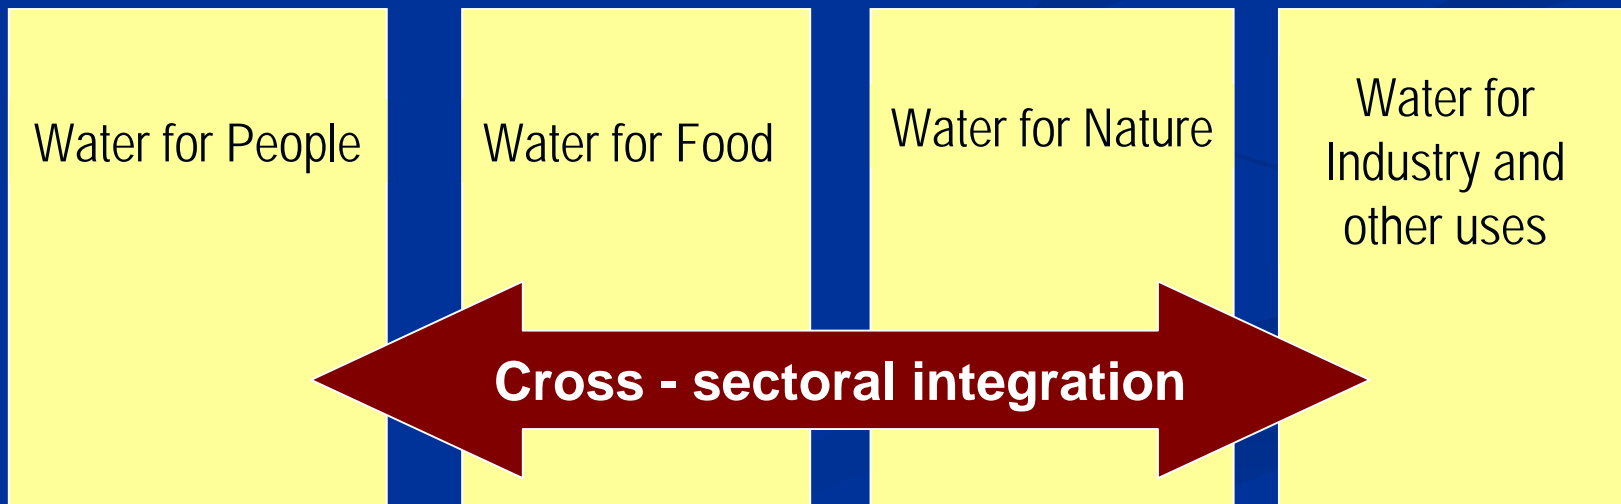 Water for People
Water for Food
Water for Nature
Water for
Industry and
other uses
Cross - sectoral integration